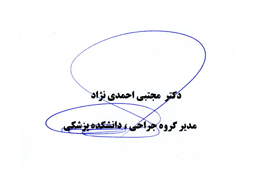 دکتر مجتبی احمدی نژاد
مدیر گروه جراحی ، دانشکده پزشکی